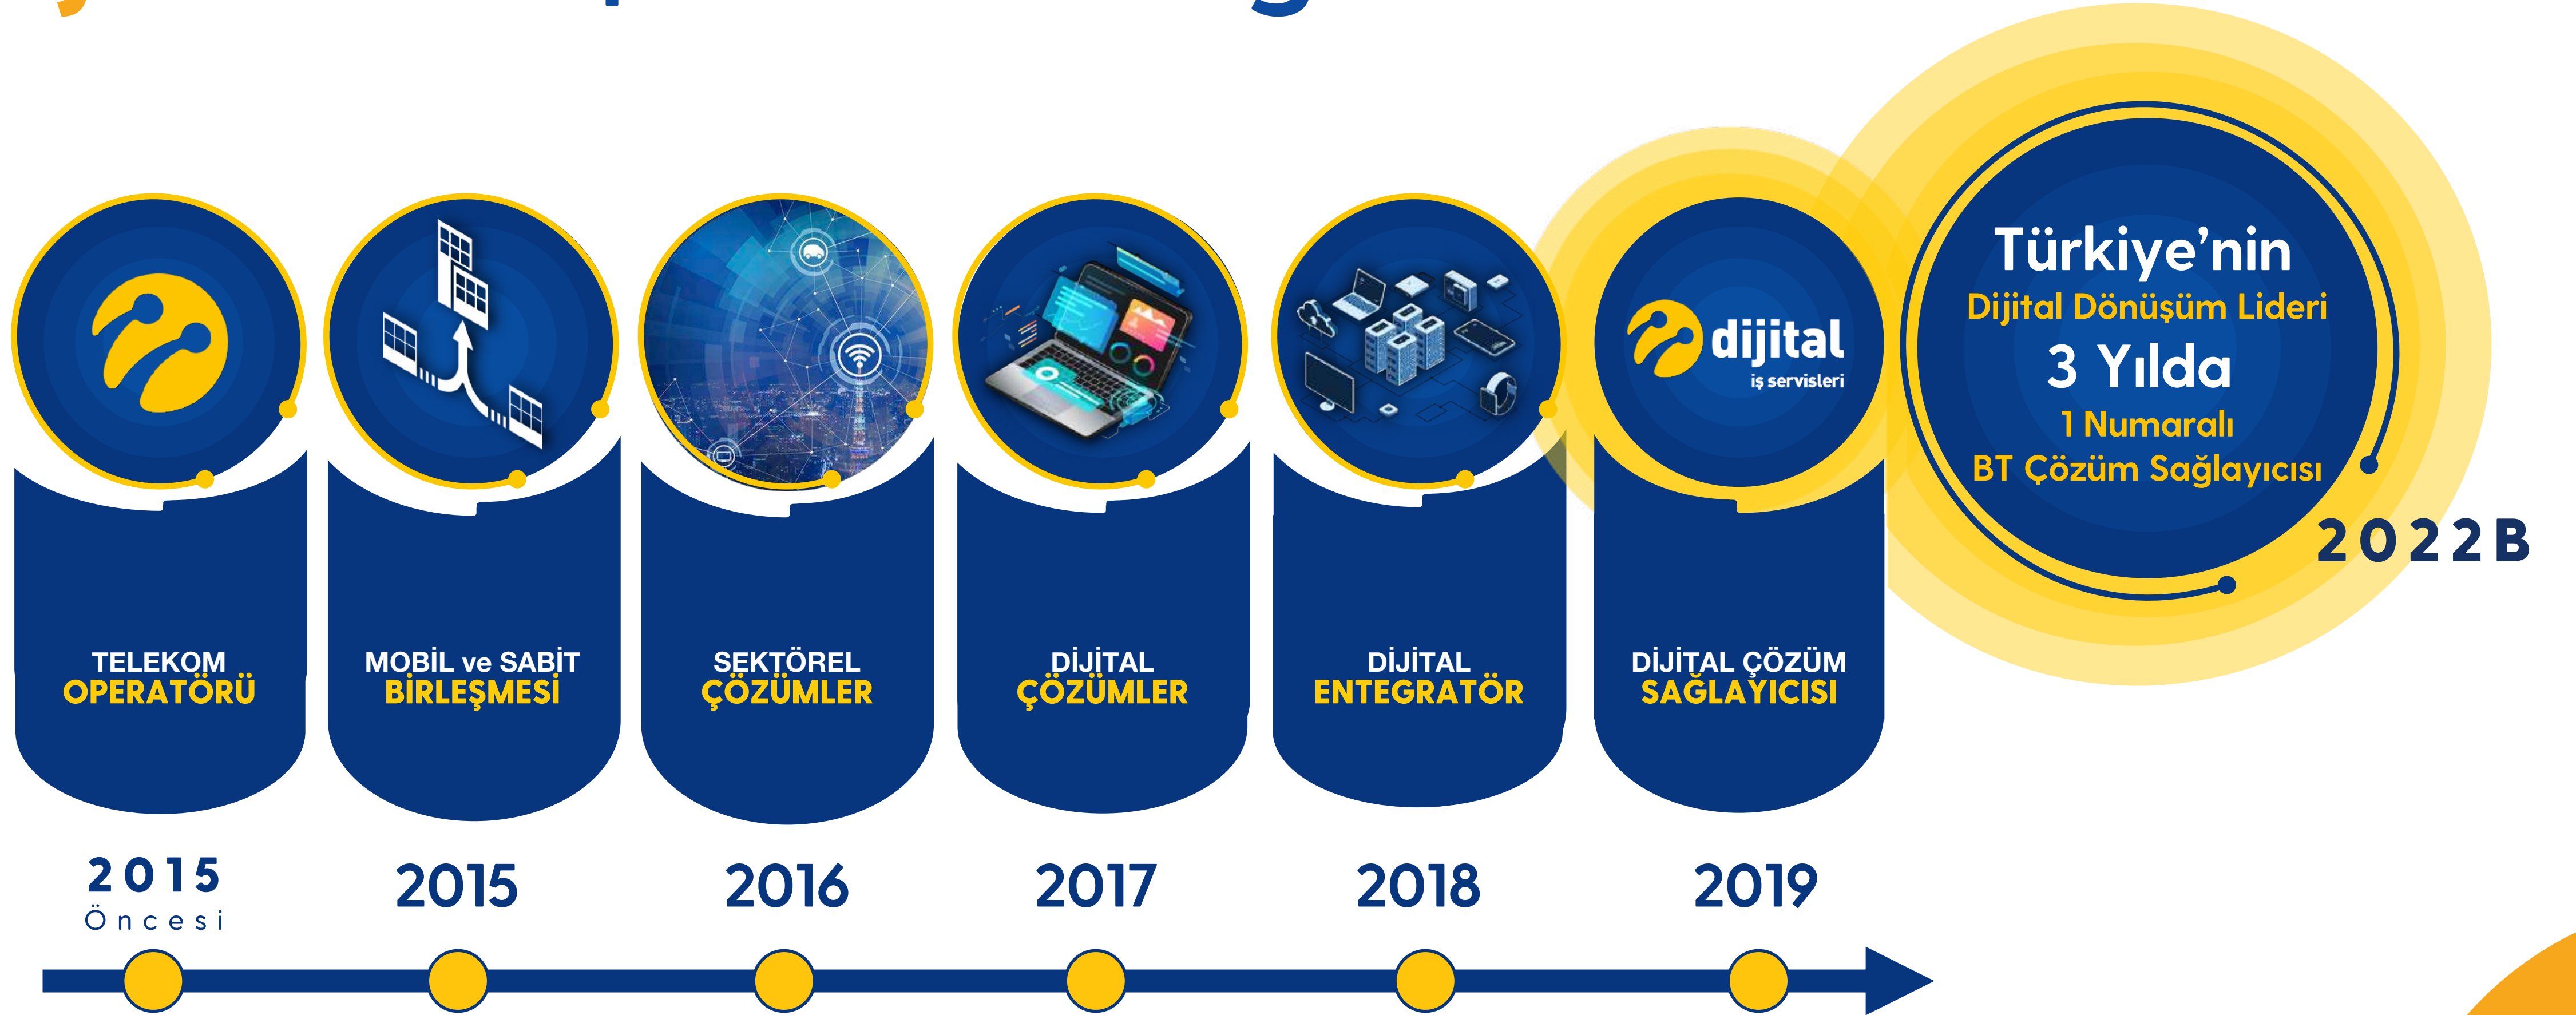 Türkiye’nin
Dijital Dönüşüm Lideri
3 Yılda
1 Numaralı
BT Çözüm Sağlayıcısı
2022B
dijital
iş servisleri
TELEKOM
OPERATÖRÜ
MOBİL ve SABİT
BİRLEŞMESİ
SEKTÖREL
ÇÖZÜMLER
DİJİTAL
ÇÖZÜMLER
DİJİTAL
ENTEGRATÖR
DİJİTAL ÇÖZÜM
SAĞLAYICISI
2015
Öncesi
2015
2016
2017
2018
2019